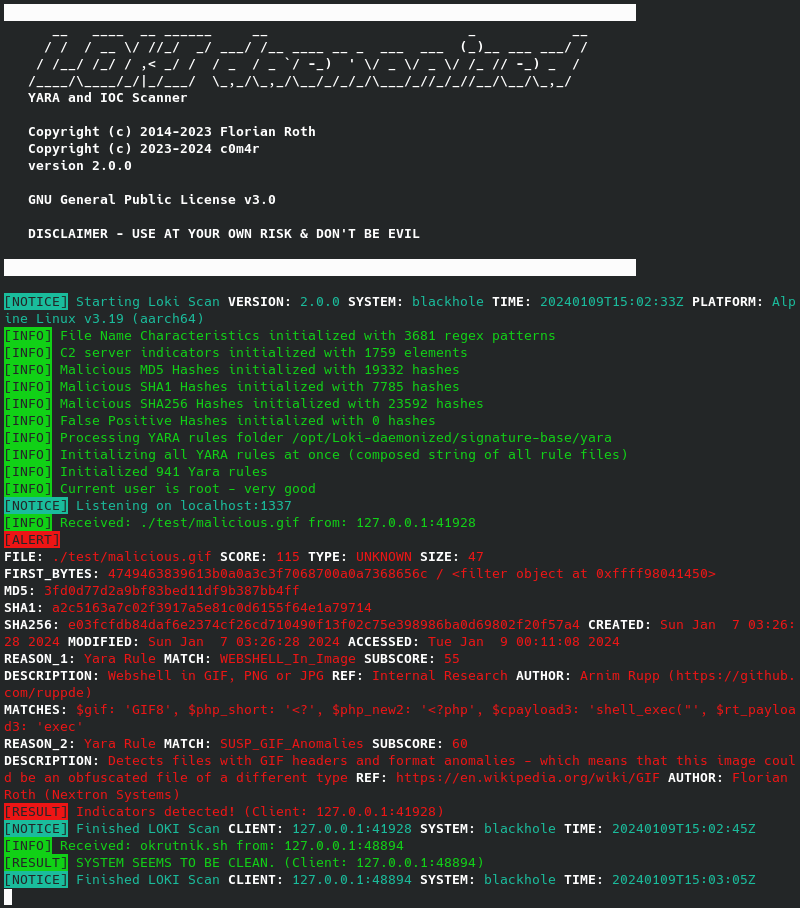 __   ____  __ ______     __                         _            __
  / /  / __ \/ //_/  _/ ___/ /__ ____ __ _  ___  ___  (_)__ ___ ___/ /
 / /__/ /_/ / ,< _/ /  / _  / _ `/ -_)  ' \/ _ \/ _ \/ /_ // -_) _  /
/____/\____/_/|_/___/  \_,_/\_,_/\__/_/_/_/\___/_//_/_//__/\__/\_,_/
YARA and IOC Scanner
Copyright (c) 2014-2023 Florian Roth
Copyright (c) 2023-2024 c0m4r
version 2.0.0
GNU General Public License v3.0
DISCLAIMER - USE AT YOUR OWN RISK & DON'T BE EVIL
[NOTICE] Starting Loki Scan VERSION: 2.0.0 SYSTEM: blackhole TIME: 20240109T15:02:33Z PLATFORM: Alp
ine Linux v3.19 (aarch64)
[INFO] File Name Characteristics initialized with 3681 regex patterns
[INFO] C2 server indicators initialized with 1759 elements
[INFO] Malicious MD5 Hashes initialized with 19332 hashes
[INFO] Malicious SHA1 Hashes initialized with 7785 hashes
[INFO] Malicious SHA256 Hashes initialized with 23592 hashes
[INFO] False Positive Hashes initialized with 0 hashes
[INFO] Processing YARA rules folder /opt/Loki-daemonized/signature-base/yara
[INFO] Initializing all YARA rules at once (composed string of all rule files)
[INFO] Initialized 941 Yara rules
[INFO] Current user is root - very good
[NOTICE] Listening on localhost:1337
[INFO] Received: ./test/malicious.gif from: 127.0.0.1:41928
[ALERT]
FILE: ./test/malicious.gif SCORE: 115 TYPE: UNKNOWN SIZE: 47
FIRST_BYTES: 4749463839613b0a0a3c3f7068700a0a7368656c / <filter object at 0xffff98041450>
MD5: 3fd0d77d2a9bf83bed11df9b387bb4ff
SHA1: a2c5163a7c02f3917a5e81c0d6155f64e1a79714
SHA256: e03fcfdb84daf6e2374cf26cd710490f13f02c75e398986ba0d69802f20f57a4 CREATED: Sun Jan  7 03:26:
28 2024 MODIFIED: Sun Jan  7 03:26:28 2024 ACCESSED: Tue Jan  9 00:11:08 2024
REASON_1: Yara Rule MATCH: WEBSHELL_In_Image SUBSCORE: 55
DESCRIPTION: Webshell in GIF, PNG or JPG REF: Internal Research AUTHOR: Arnim Rupp (https://github.
com/ruppde)
MATCHES: $gif: 'GIF8', $php_short: '<?', $php_new2: '<?php', $cpayload3: 'shell_exec("', $rt_payloa
d3: 'exec'
REASON_2: Yara Rule MATCH: SUSP_GIF_Anomalies SUBSCORE: 60
DESCRIPTION: Detects files with GIF headers and format anomalies - which means that this image coul
d be an obfuscated file of a different type REF: https://en.wikipedia.org/wiki/GIF AUTHOR: Florian
Roth (Nextron Systems)
[RESULT] Indicators detected! (Client: 127.0.0.1:41928)
[NOTICE] Finished LOKI Scan CLIENT: 127.0.0.1:41928 SYSTEM: blackhole TIME: 20240109T15:02:45Z
[INFO] Received: okrutnik.sh from: 127.0.0.1:48894
[RESULT] SYSTEM SEEMS TO BE CLEAN. (Client: 127.0.0.1:48894)
[NOTICE] Finished LOKI Scan CLIENT: 127.0.0.1:48894 SYSTEM: blackhole TIME: 20240109T15:03:05Z